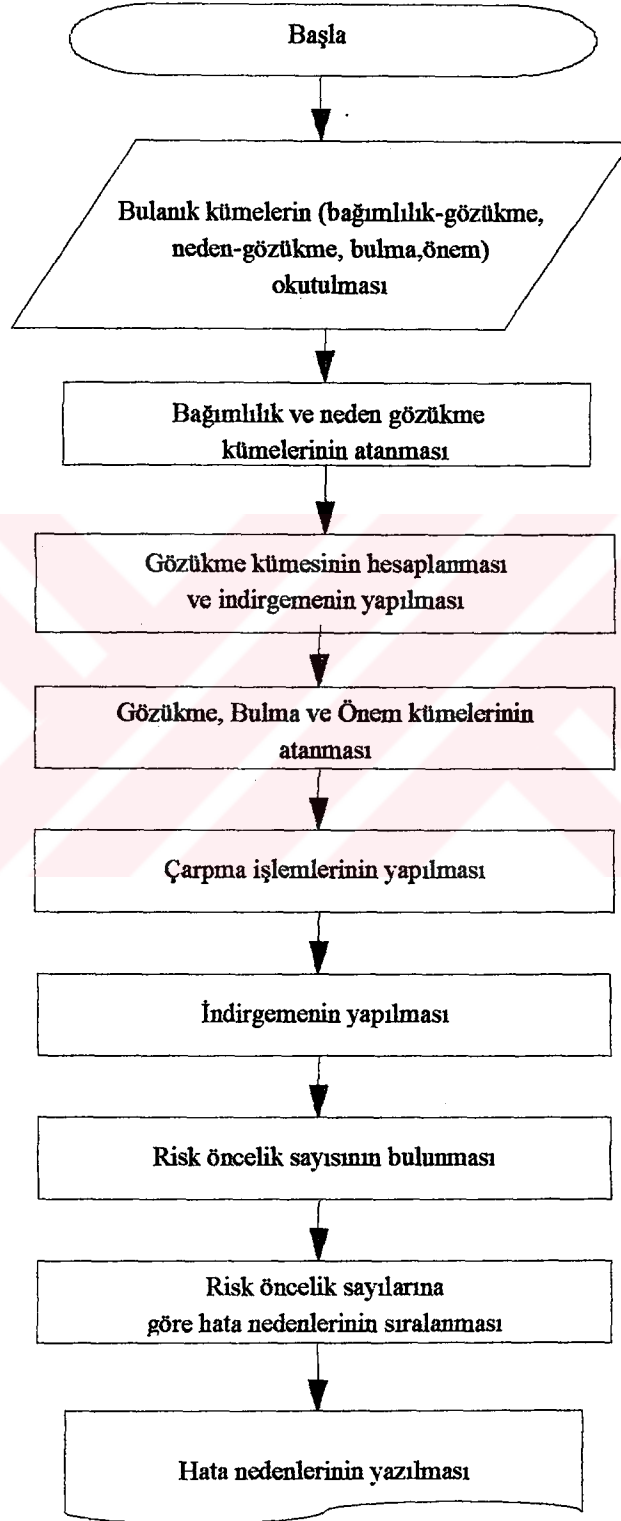 Başla
Bulanık kümelerin (bağımlılık-gözükme,
neden-gözükme, bulma,önem)
okutulması
Bağımlılık ve neden gözükme
kümelerinin atanması
Gözükme kümesinin hesaplanması
ve indirgemenin yapılması
Gözükme, Bulma ve Önem kümelerinin
atanması
Çarpma işlemlerinin yapılması
İndirgemenin yapılması
Risk öncelik sayısının bulunması
Risk öncelik sayılarına
göre hata nedenlerinin sıralanması
Hata nedenlerinin yazılması